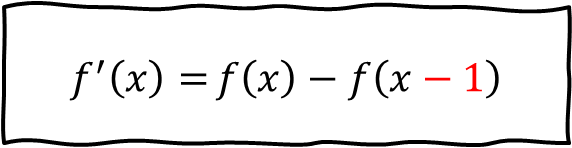 f′(x) = f(x) − f(x − 1)